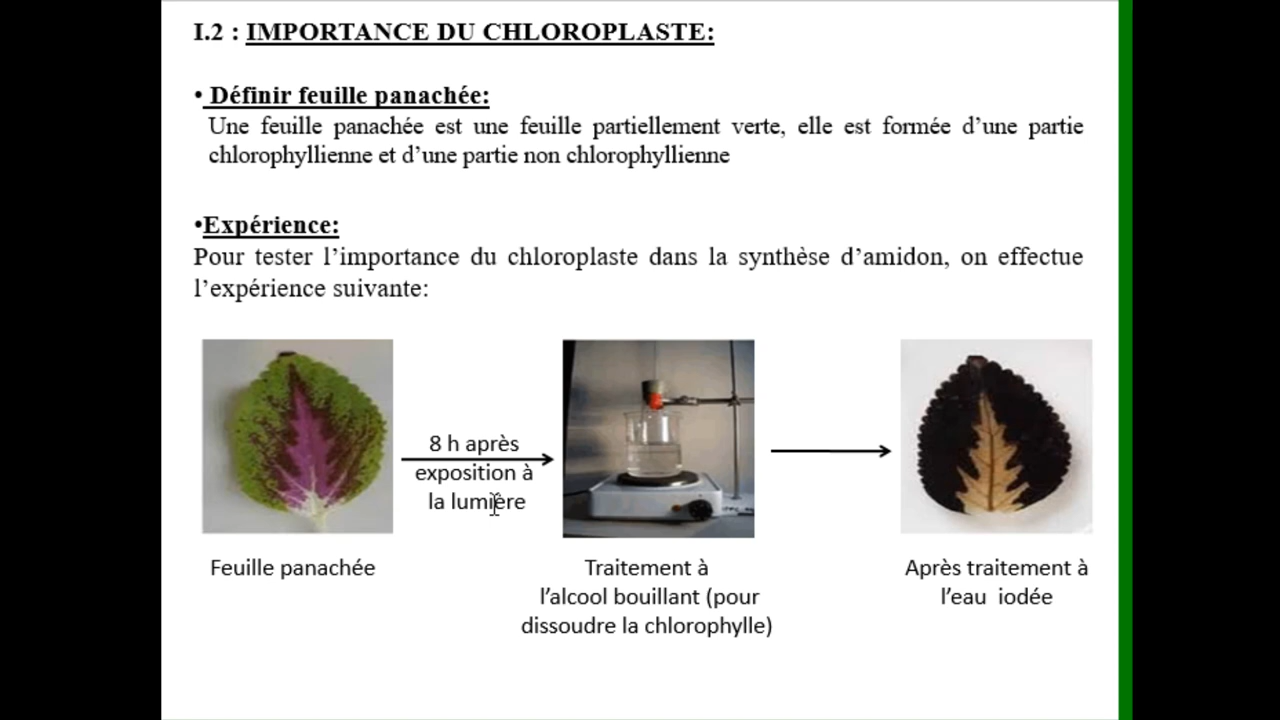 I.2 : IMPORTANCE DU CHLOROPLASTE:
• Définir feuille panachée:
Une feuille panachée est une feuille partiellement verte, elle est formée d’une partie
chlorophyllienne et d’une partie non chlorophyllienne
•Expérience:
Pour tester l’importance du chloroplaste dans la synthèse d’amidon, on effectue
l’expérience suivante:
8 h après
exposition à
la lumière
Feuille panachée
Traitement à
l’alcool bouillant (pour
dissoudre la chlorophylle)
Après traitement à
l’eau iodée